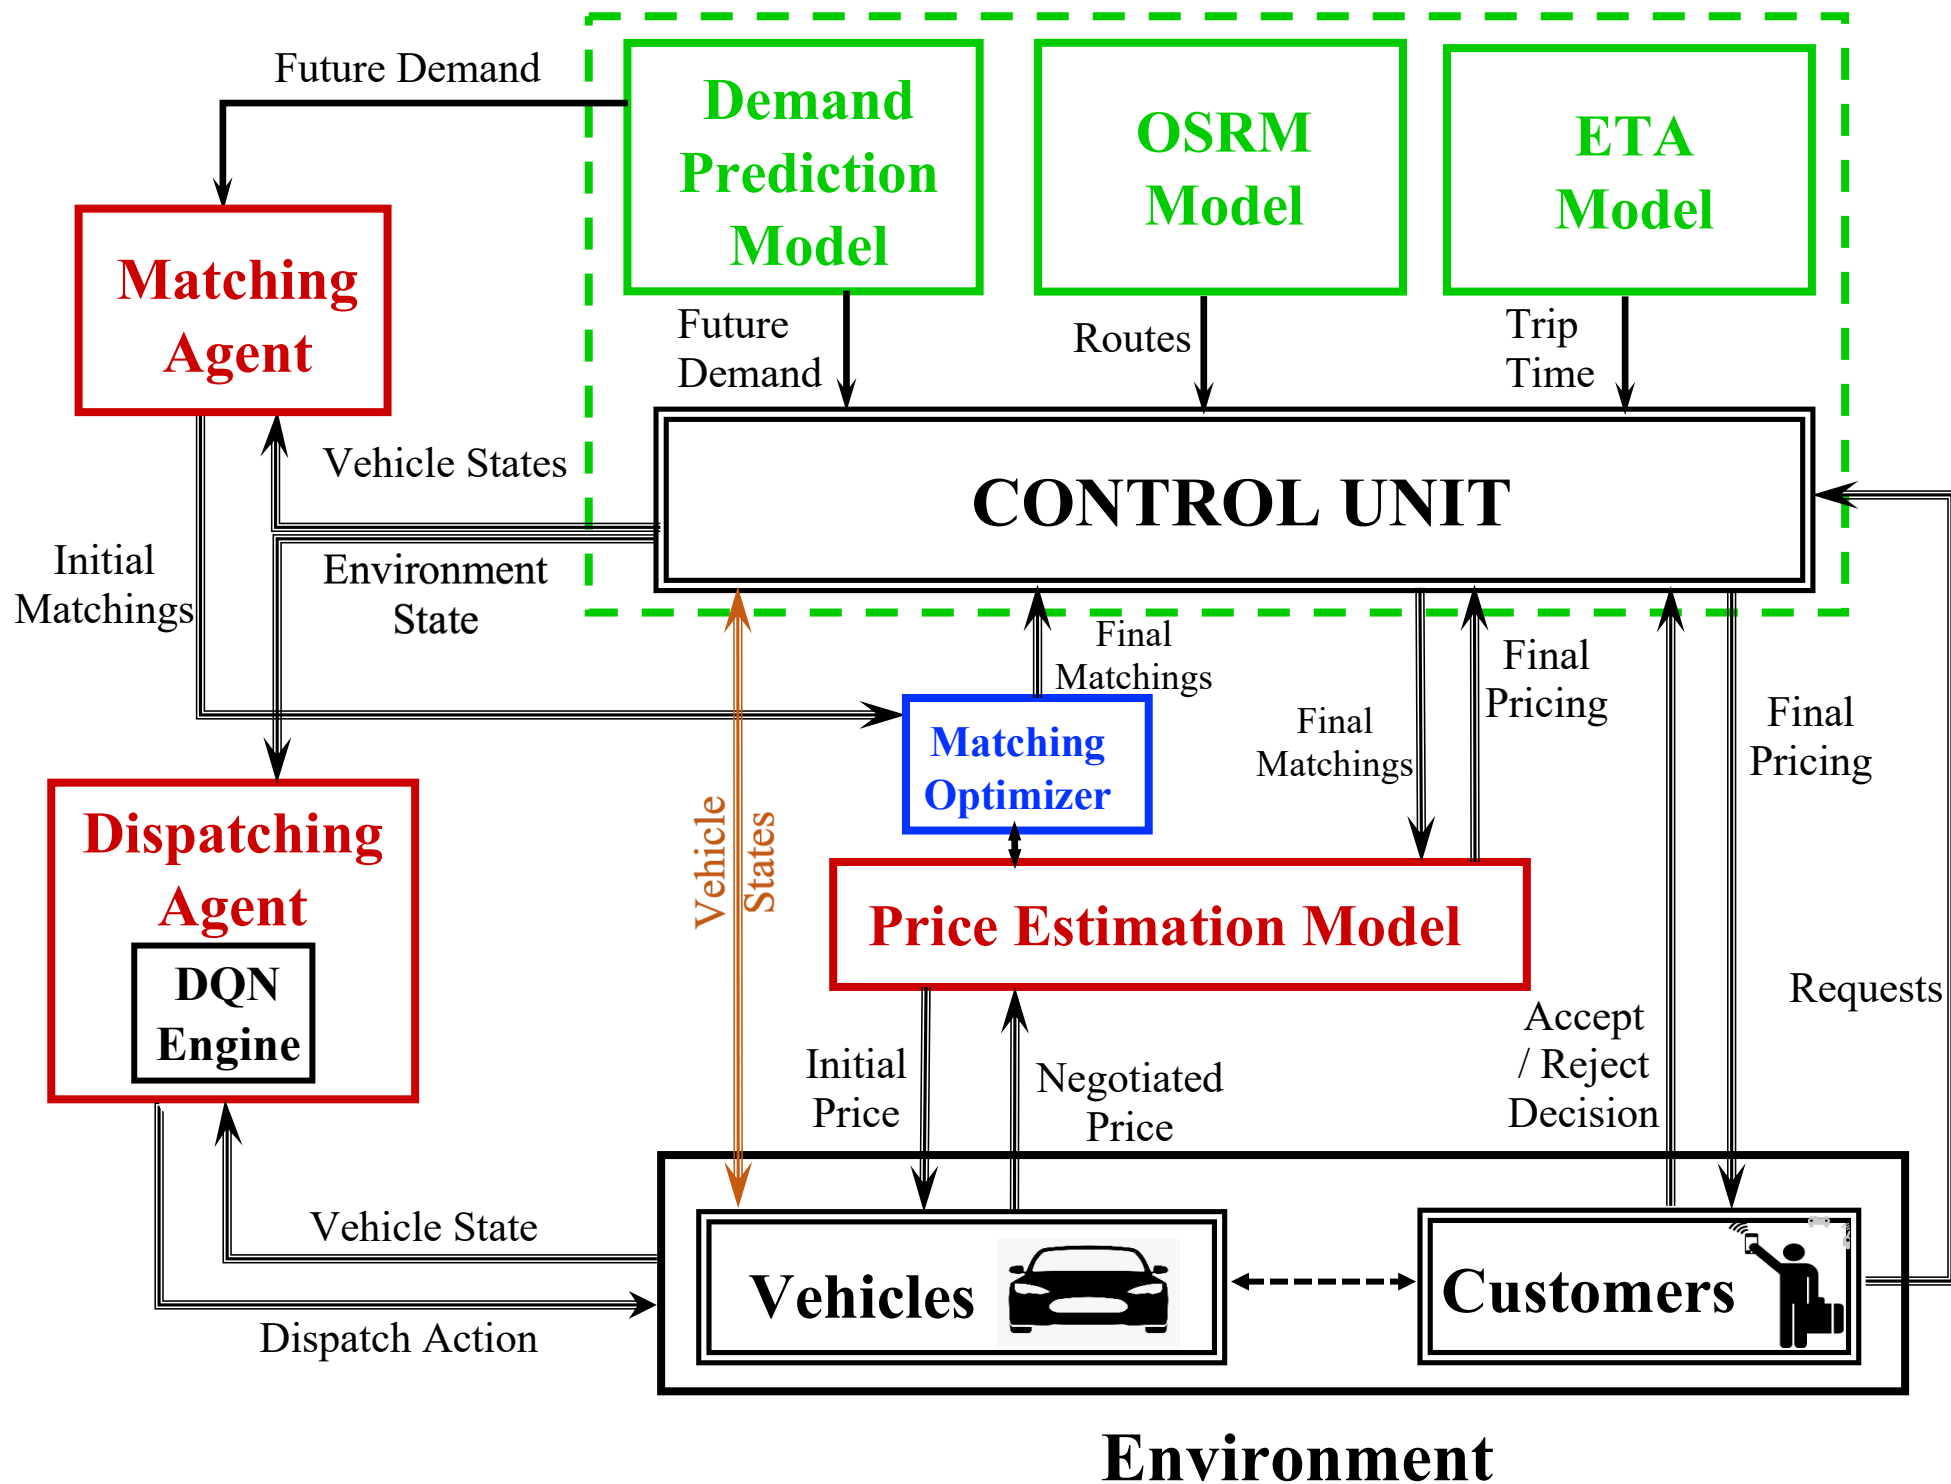 Future Demand
Demand
Prediction
Model
OSRM
Model
ETA
Model
Matching
Agent
Future
Demand
Routes
Trip
Time
Vehicle States
CONTROL UNIT
Initial
Matchings
Environment
State
Final
Matchings
Final
Pricing
Final
Matchings
Final
Pricing
Matching
Optimizer
Vehicle
States
Dispatching
Agent
DQN
Engine
Price Estimation Model
Requests
Initial
Price
Negotiated
Price
Accept
/ Reject
Decision
Vehicle State
Dispatch Action
Vehicles
Customers
Environment